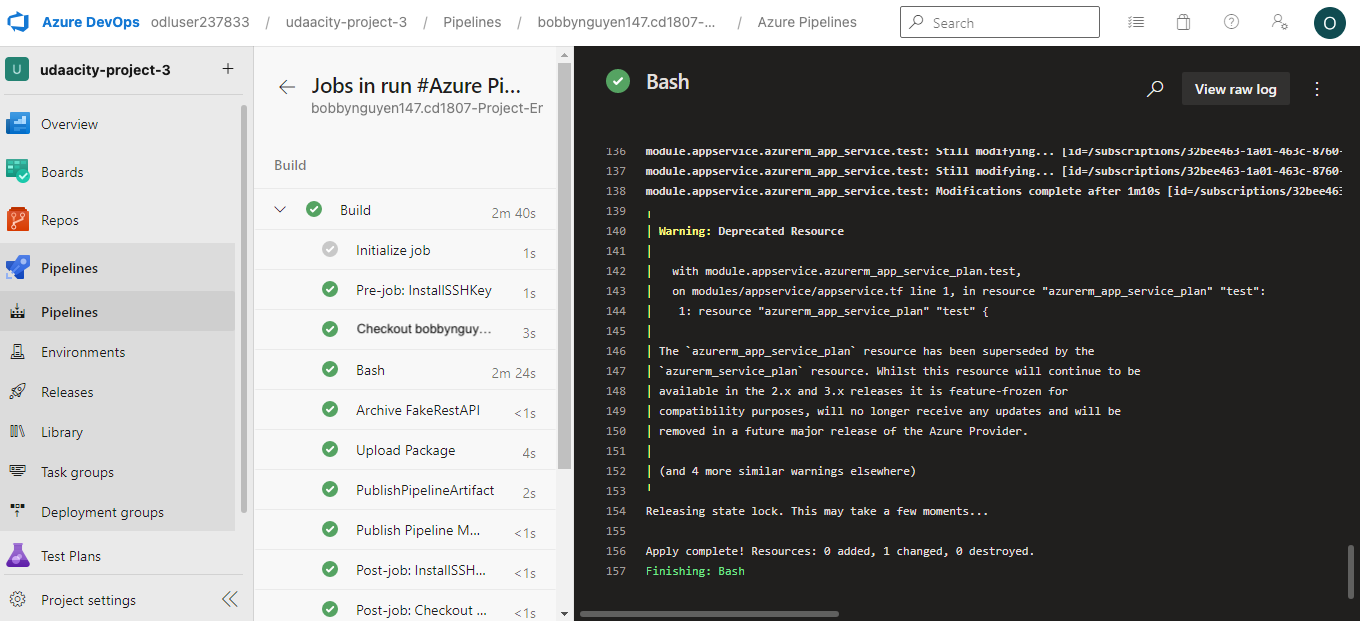 Azure DevOps odluser237833 / udaacity-project-3 / Pipelines / bobbynguyen147.cd1807-... / Azure Pipelines Search O
U udaacity-project-3 +
Overview
Boards
Repos
Pipelines
Pipelines
Environments
Releases
Library
Task groups
Deployment groups
Test Plans
Project settings
Jobs in run #Azure Pi...
bobbynguyen147.cd1807-Project-Er
Build
Build 2m 40s
Initialize job 1s
Pre-job: InstallSSHKey 1s
Checkout bobbynguy... 3s
Bash 2m 24s
Archive FakeRestAPI <1s
Upload Package 4s
PublishPipelineArtifact 2s
Publish Pipeline M... <1s
Post-job: InstallSSH... <1s
Post-job: Checkout ... <1s
Bash
View raw log
136 module.appservice.azurerm_app_service.test: Still modifying... [id=/subscriptions/32bee463-1a01-463c-8760-
137 module.appservice.azurerm_app_service.test: Still modifying... [id=/subscriptions/32bee463-1a01-463c-8760-
138 module.appservice.azurerm_app_service.test: Modifications complete after 1m10s [id=/subscriptions/32bee463
139 ╷
140 │ Warning: Deprecated Resource
141 │
142 │ with module.appservice.azurerm_app_service_plan.test,
143 │ on modules/appservice/appservice.tf line 1, in resource "azurerm_app_service_plan" "test":
144 │ 1: resource "azurerm_app_service_plan" "test" {
145 │
146 │ The `azurerm_app_service_plan` resource has been superseded by the
147 │ `azurerm_service_plan` resource. Whilst this resource will continue to be
148 │ available in the 2.x and 3.x releases it is feature-frozen for
149 │ compatibility purposes, will no longer receive any updates and will be
150 │ removed in a future major release of the Azure Provider.
151 │
152 │ (and 4 more similar warnings elsewhere)
153 ╵
154 Releasing state lock. This may take a few moments...
155
156 Apply complete! Resources: 0 added, 1 changed, 0 destroyed.
157 Finishing: Bash